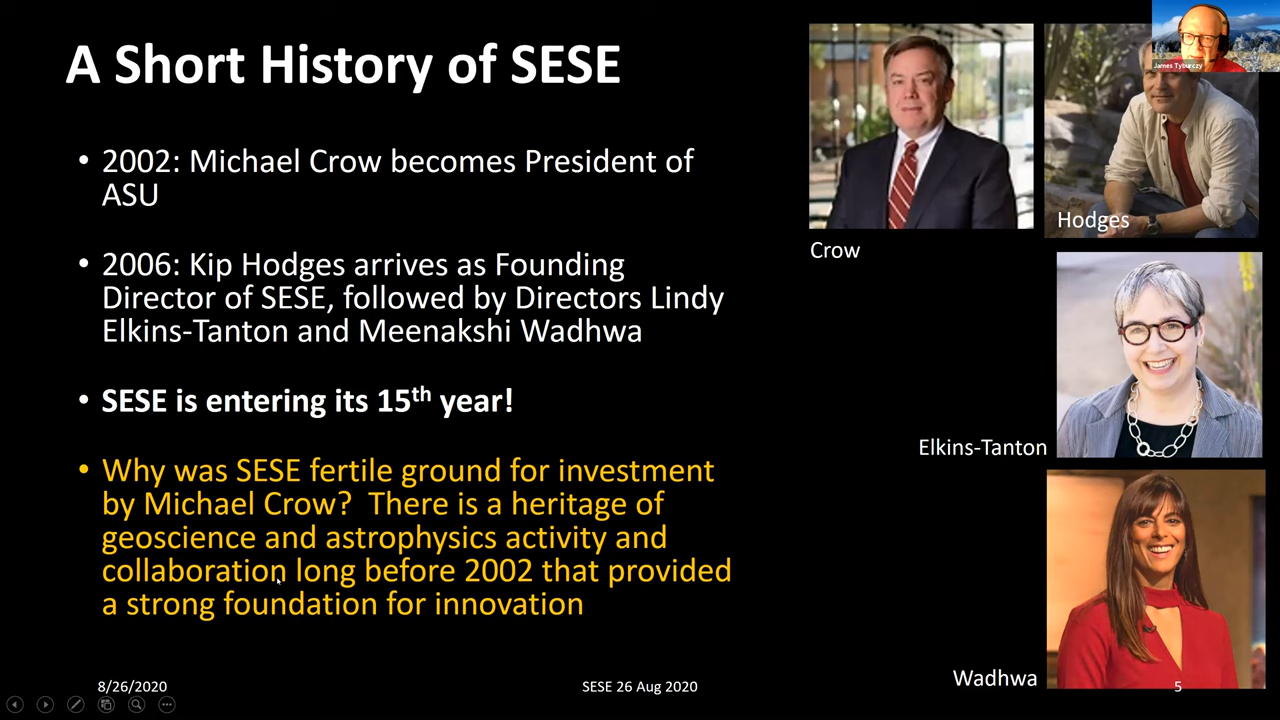 A Short History of SESE
• 2002: Michael Crow becomes President of
ASU
• 2006: Kip Hodges arrives as Founding
Director of SESE, followed by Directors Lindy
Elkins-Tanton and Meenakshi Wadhwa
• SESE is entering its 15th year!
• Why was SESE fertile ground for investment
by Michael Crow?  There is a heritage of
geoscience and astrophysics activity and
collaboration long before 2002 that provided
a strong foundation for innovation
James Tyburczy
Crow
Hodges
Elkins-Tanton
Wadhwa
8/26/2020
SESE 26 Aug 2020
5